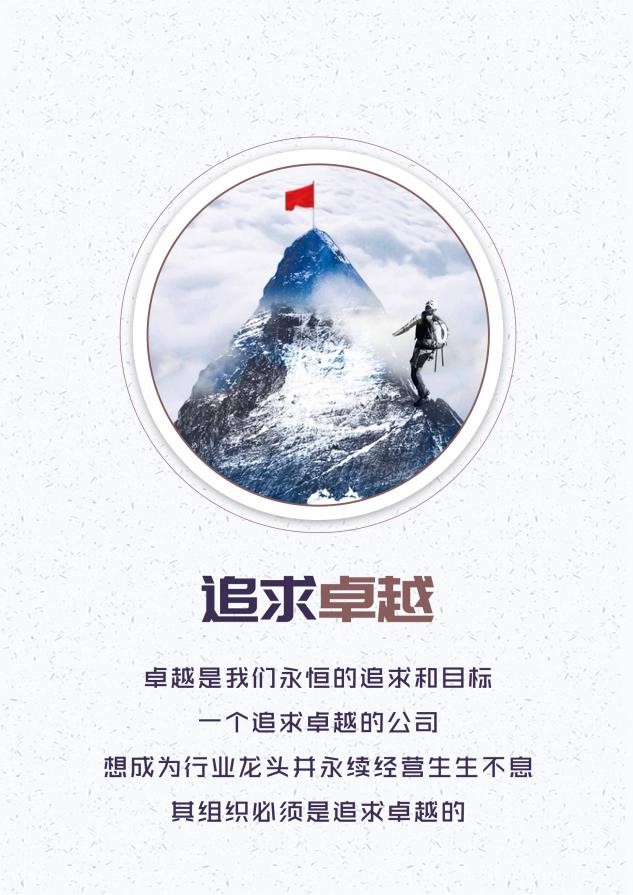 追求卓越
卓越是我们永恒的追求和目标
一个追求卓越的公司
想成为行业龙头并永续经营生生不息
其组织必须是追求卓越的